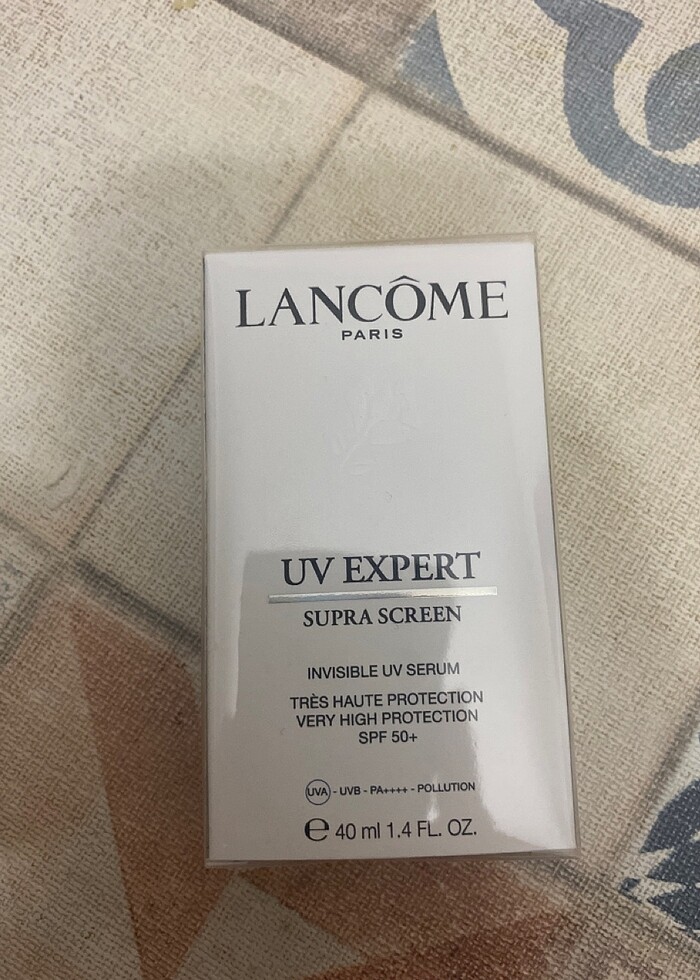 LANCÔME
PARIS
UV EXPERT
SUPRA SCREEN
INVISIBLE UV SERUM
TRÈS HAUTE PROTECTION
VERY HIGH PROTECTION
SPF 50+
UVA - UVB - PA++++ - POLLUTION
℮ 40 ml 1.4 FL. OZ.